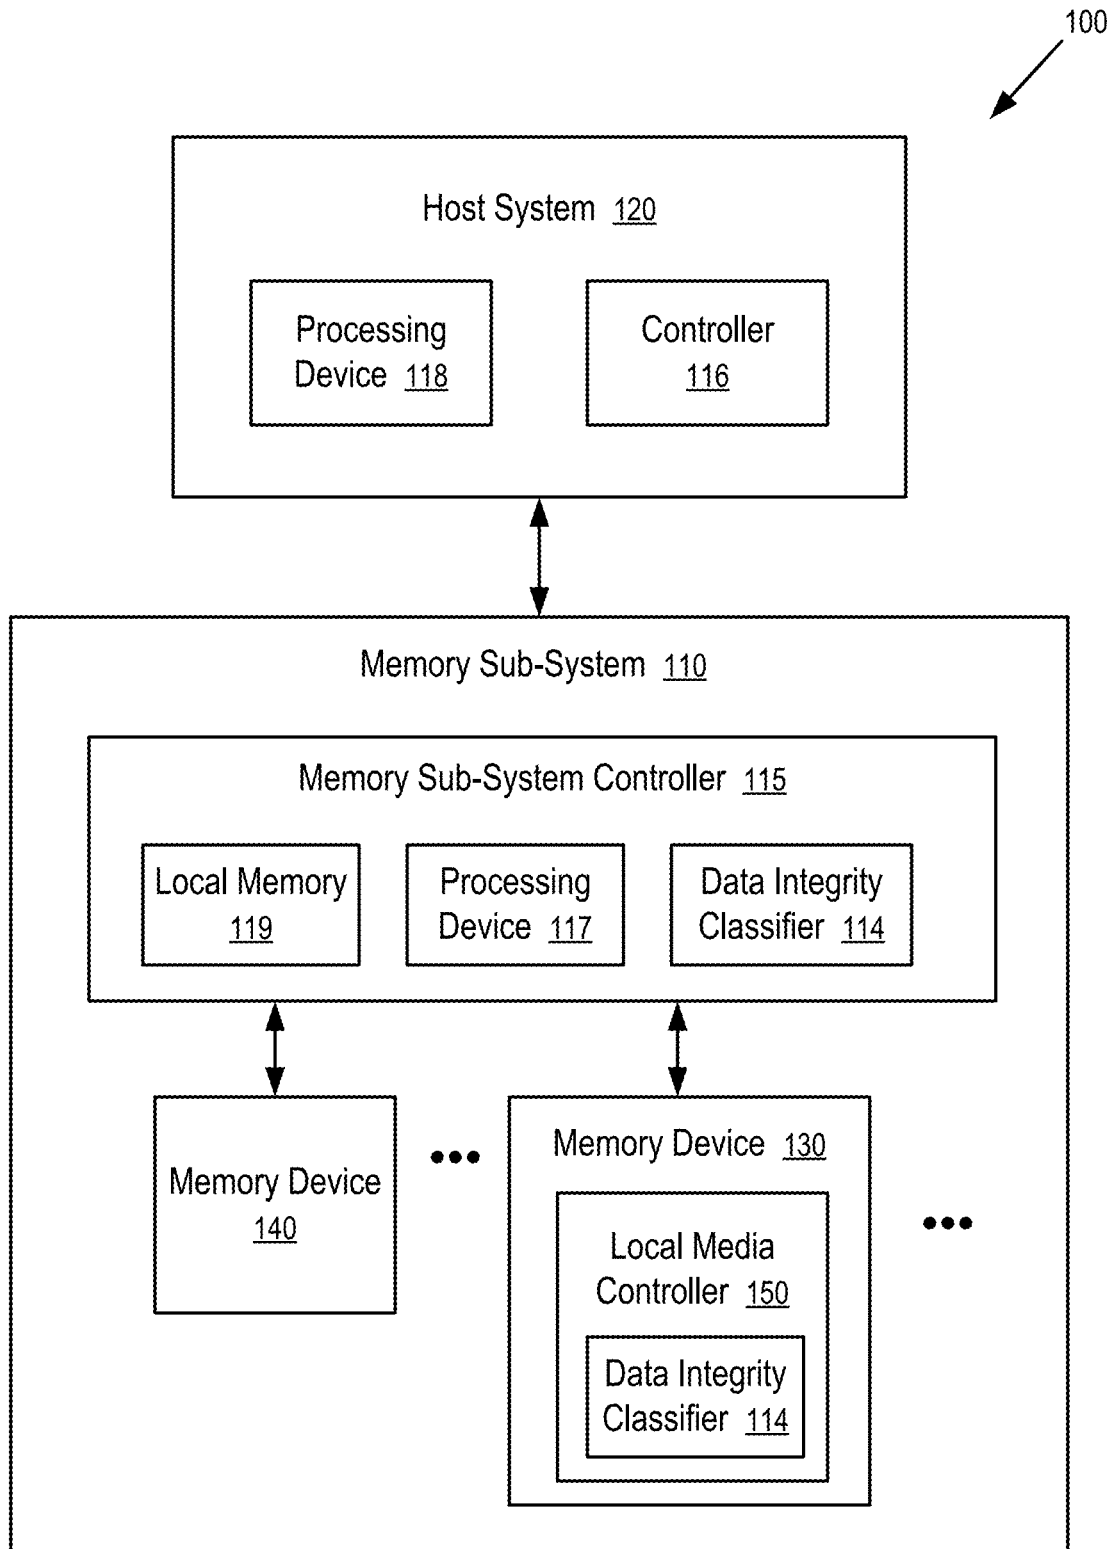 100
Host System 120
Processing
Device 118
Controller
116
Memory Sub-System 110
Memory Sub-System Controller 115
Local Memory
119
Processing
Device 117
Data Integrity
Classifier 114
Memory Device
140
Memory Device 130
Local Media
Controller 150
Data Integrity
Classifier 114